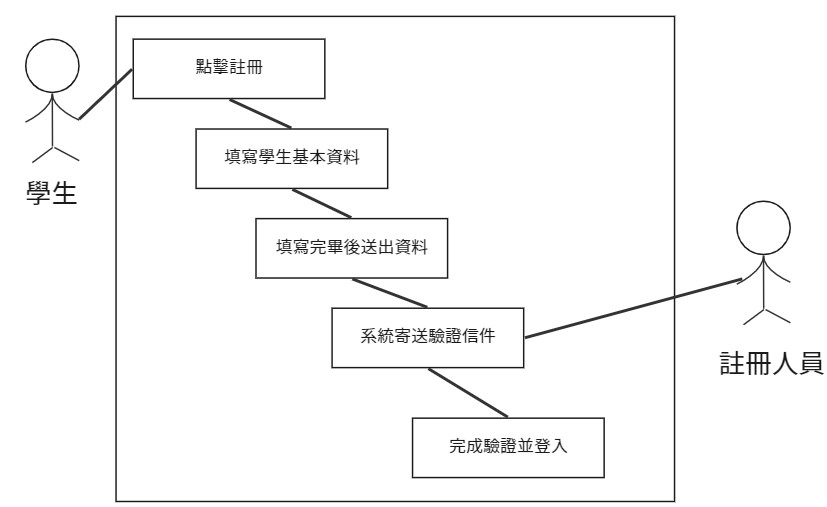 點擊註冊
填寫學生基本資料
學生
填寫完畢後送出資料
系統寄送驗證信件
註冊人員
完成驗證並登入